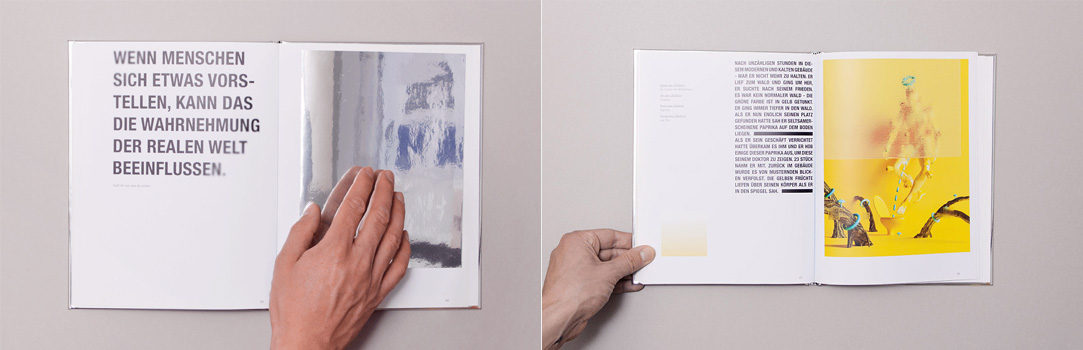 WENN MENSCHEN
SICH ETWAS VORS-
TELLEN, KANN DAS
DIE WAHRNEHMUNG
DER REALEN WELT
BEEINFLUSSEN.
NACH UNZÄHLIGEN STUNDEN IN DIE-
SEM MODERNEN UND KALTEN GEBÄUDE
- WAR ER NICHT MEHR ZU HALTEN. ER
LIEF ZUM WALD UND GING UM HER,
ER SUCHTE NACH SEINEM FRIEDEN.
ES WAR KEIN NORMALER WALD - DIE
GRÜNE FARBE IST IN GELB GETUNKT.
ER GING IMMER TIEFER IN DEN WALD.
ALS ER NUN ENDLICH SEINEN PLATZ
GEFUNDEN HATTE SAH ER SELTSAMER-
SCHEINENE PAPRIKA AUF DEM BODEN
LIEGEN.
ALS ER SEIN GESCHÄFT VERRICHTET
HATTE ÜBERKAM ES IHM UND ER HOB
EINIGE DIESER PAPRIKA AUS, UM DIESE
SEINEM DOKTOR ZU ZEIGEN. 23 STÜCK
NAHM ER MIT. ZURÜCK IM GEBÄUDE
WURDE ES VON MUSTERNDEN BLICK-
EN VERFOLGT. DIE GELBEN FRÜCHTE
LIEFEN ÜBER SEINEN KÖRPER ALS ER
IN DEN SPIEGEL SAH.